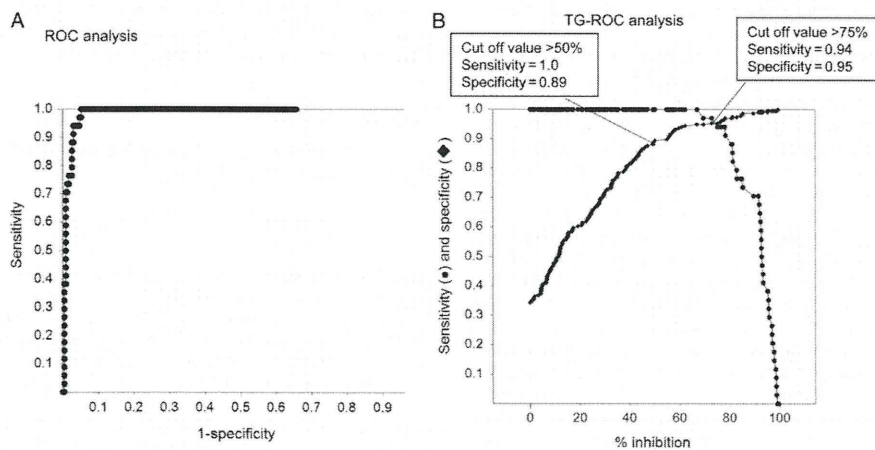 A
ROC analysis
1.0
0.9
0.8
0.7
0.6
0.5
0.4
0.3
0.2
0.1
Sensitivity
0.1 0.2 0.3 0.4 0.5 0.6 0.7 0.8 0.9
1-specificity
B
TG-ROC analysis
Cut off value >50%
Sensitivity = 1.0
Specificity = 0.89
Cut off value >75%
Sensitivity = 0.94
Specificity = 0.95
1.0
0.9
0.8
0.7
0.6
0.5
0.4
0.3
0.2
0.1
Sensitivity (●) and specificity (◆)
0 20 40 60 80 100
% inhibition